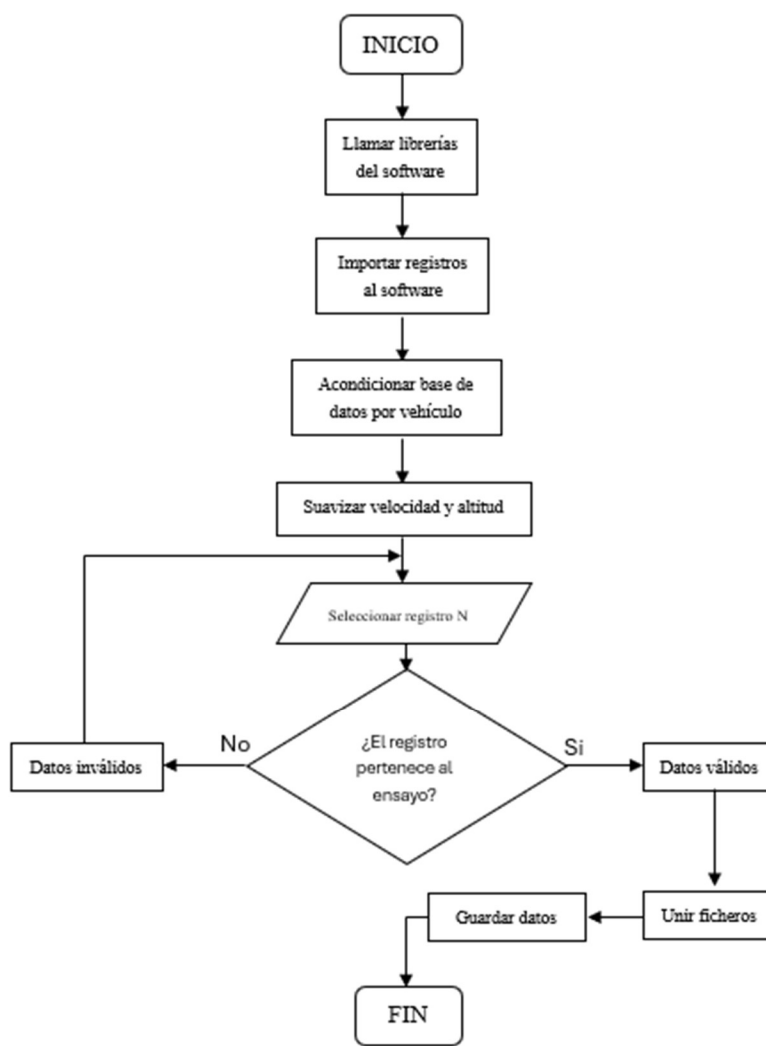 INICIO
Llamar librerías
del software
Importar registros
al software
Acondicionar base de
datos por vehículo
Suavizar velocidad y altitud
Seleccionar registro N
¿El registro
pertenece al
ensayo?
No
Si
Datos inválidos
Datos válidos
Unir ficheros
Guardar datos
FIN